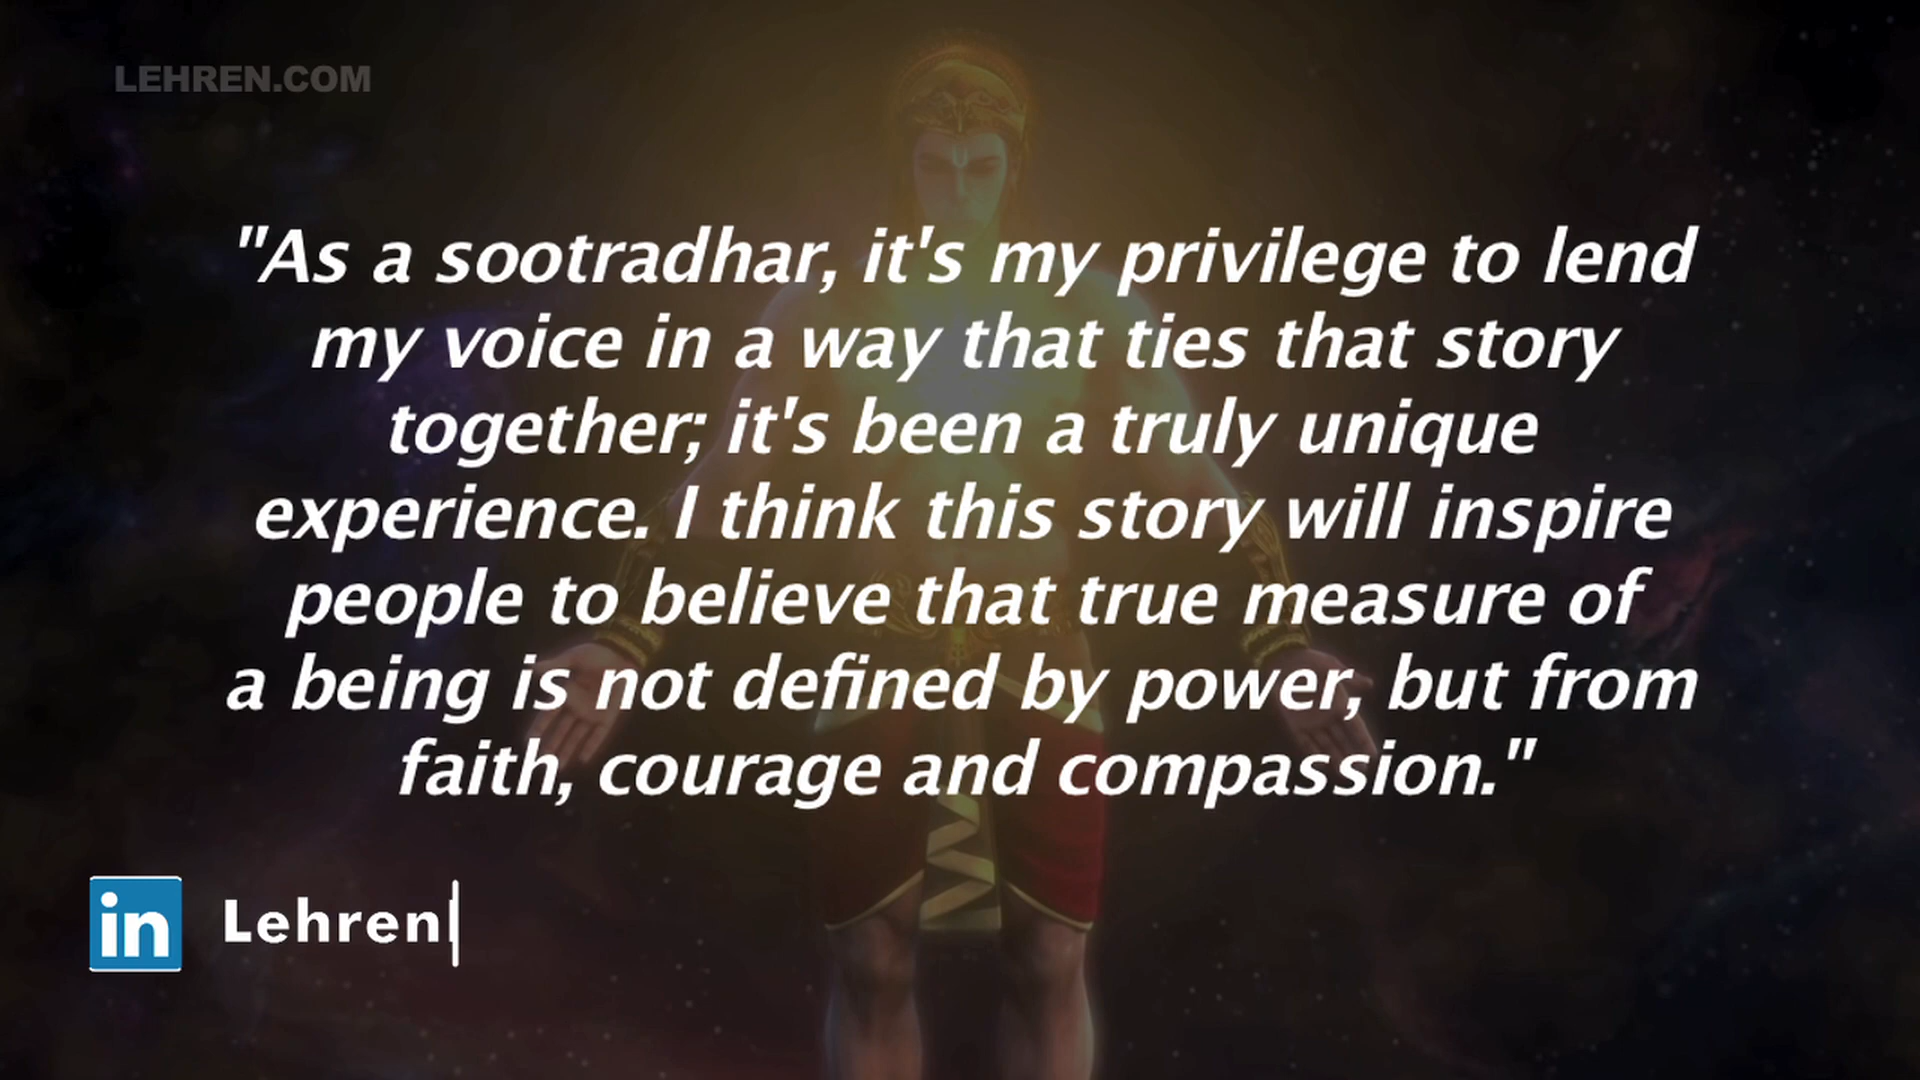 LEHREN.COM
"As a sootradhar, it's my privilege to lend
my voice in a way that ties that story
together; it's been a truly unique
experience. I think this story will inspire
people to believe that true measure of
a being is not defined by power, but from
faith, courage and compassion."
in Lehren